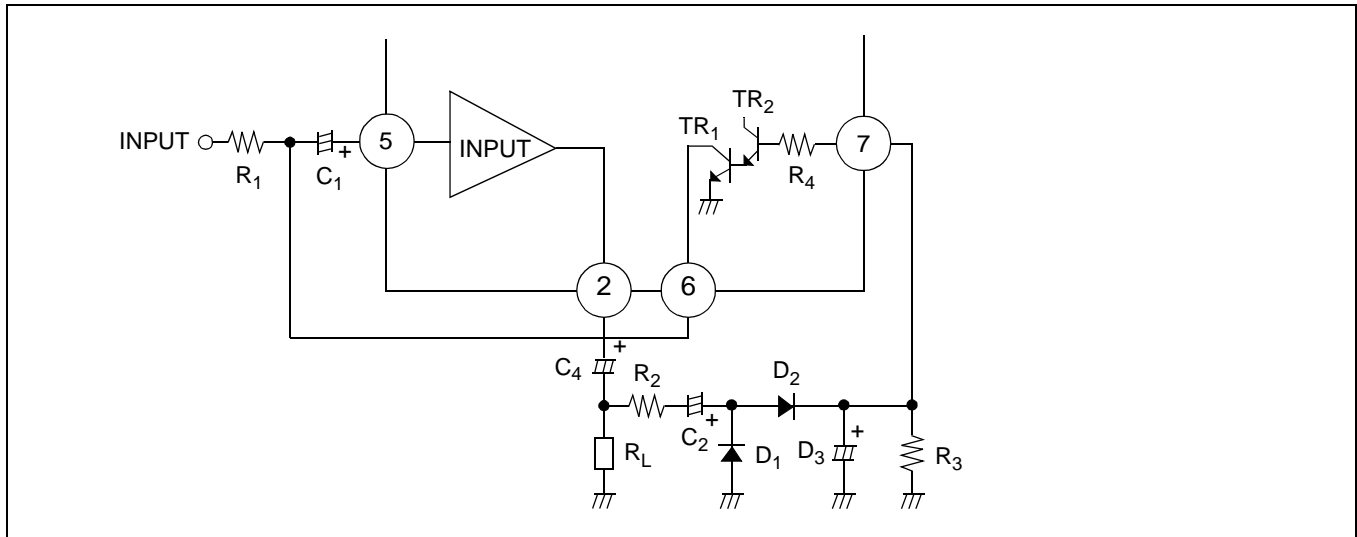 TR2
TR1
INPUT
5
INPUT
7
R1
C1
+
R4
2
6
+
C4
R2
D2
+
C2
D1
+
D3
RL
R3